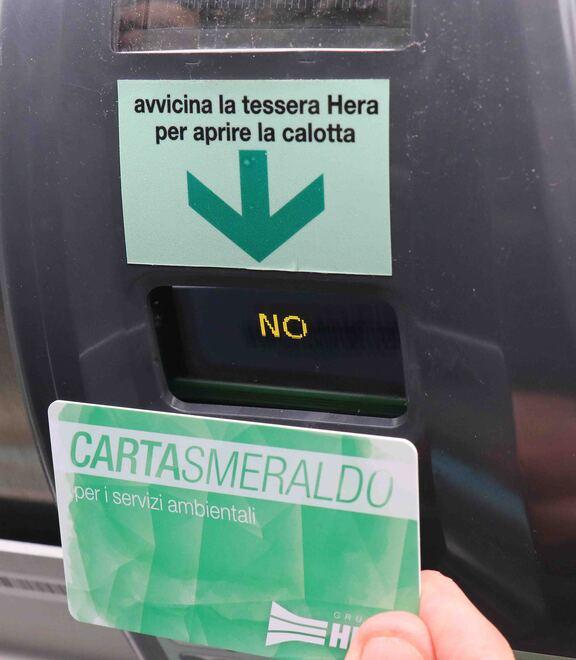 avvicina la tessera Hera
per aprire la calotta
NO
CARTASMERALDO
per i servizi ambientali